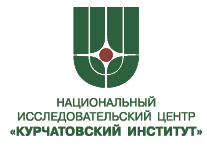 НАЦИОНАЛЬНЫЙ
ИССЛЕДОВАТЕЛЬСКИЙ ЦЕНТР
«КУРЧАТОВСКИЙ ИНСТИТУТ»